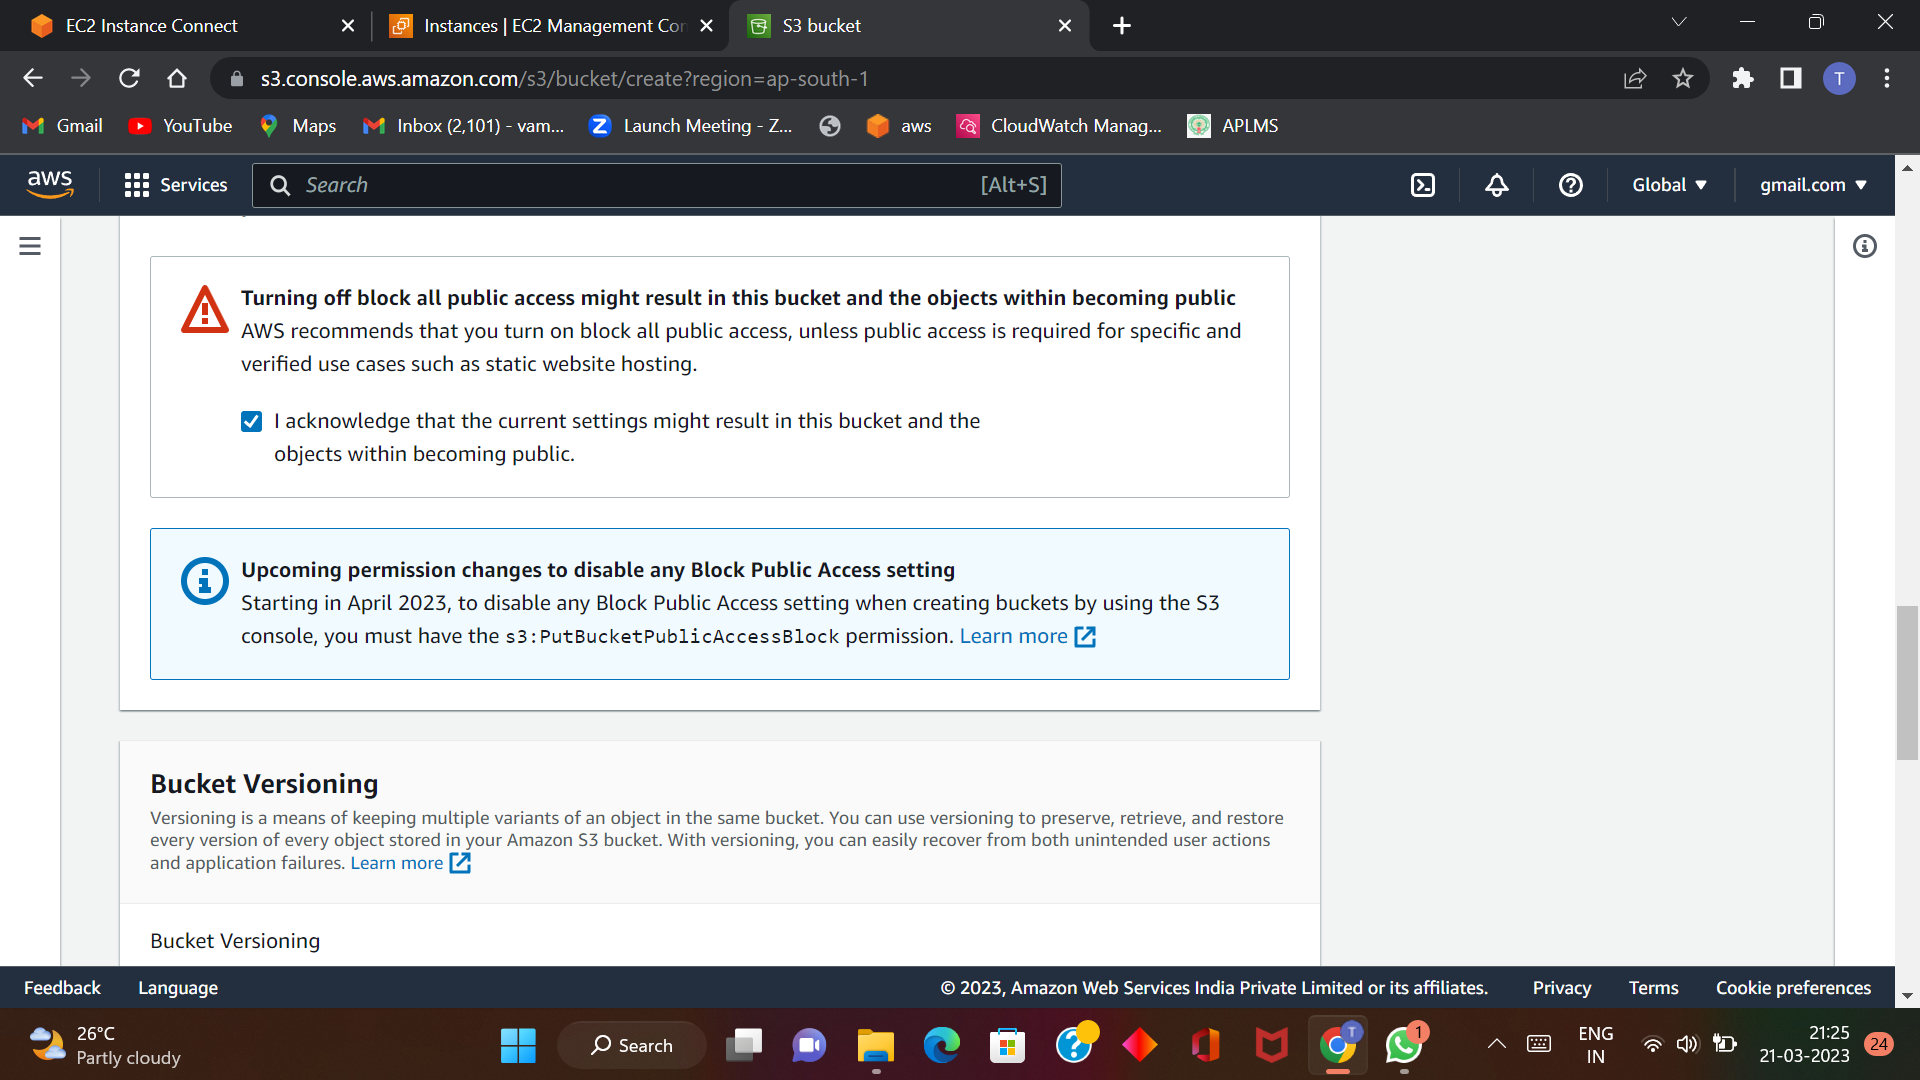 EC2 Instance Connect
Instances | EC2 Management Con
S3 bucket
s3.console.aws.amazon.com/s3/bucket/create?region=ap-south-1
T
Gmail
YouTube
Maps
Inbox (2,101) - vam...
Launch Meeting - Z...
aws
CloudWatch Manag...
APLMS
aws
Services
Search
[Alt+S]
Global
gmail.com
Turning off block all public access might result in this bucket and the objects within becoming public
AWS recommends that you turn on block all public access, unless public access is required for specific and
verified use cases such as static website hosting.
I acknowledge that the current settings might result in this bucket and the
objects within becoming public.
Upcoming permission changes to disable any Block Public Access setting
Starting in April 2023, to disable any Block Public Access setting when creating buckets by using the S3
console, you must have the s3:PutBucketPublicAccessBlock permission. Learn more
Bucket Versioning
Versioning is a means of keeping multiple variants of an object in the same bucket. You can use versioning to preserve, retrieve, and restore
every version of every object stored in your Amazon S3 bucket. With versioning, you can easily recover from both unintended user actions
and application failures. Learn more
Bucket Versioning
Feedback
Language
© 2023, Amazon Web Services India Private Limited or its affiliates.
Privacy
Terms
Cookie preferences
26°C
Partly cloudy
Search
T
1
ENG
IN
21:25
21-03-2023
24